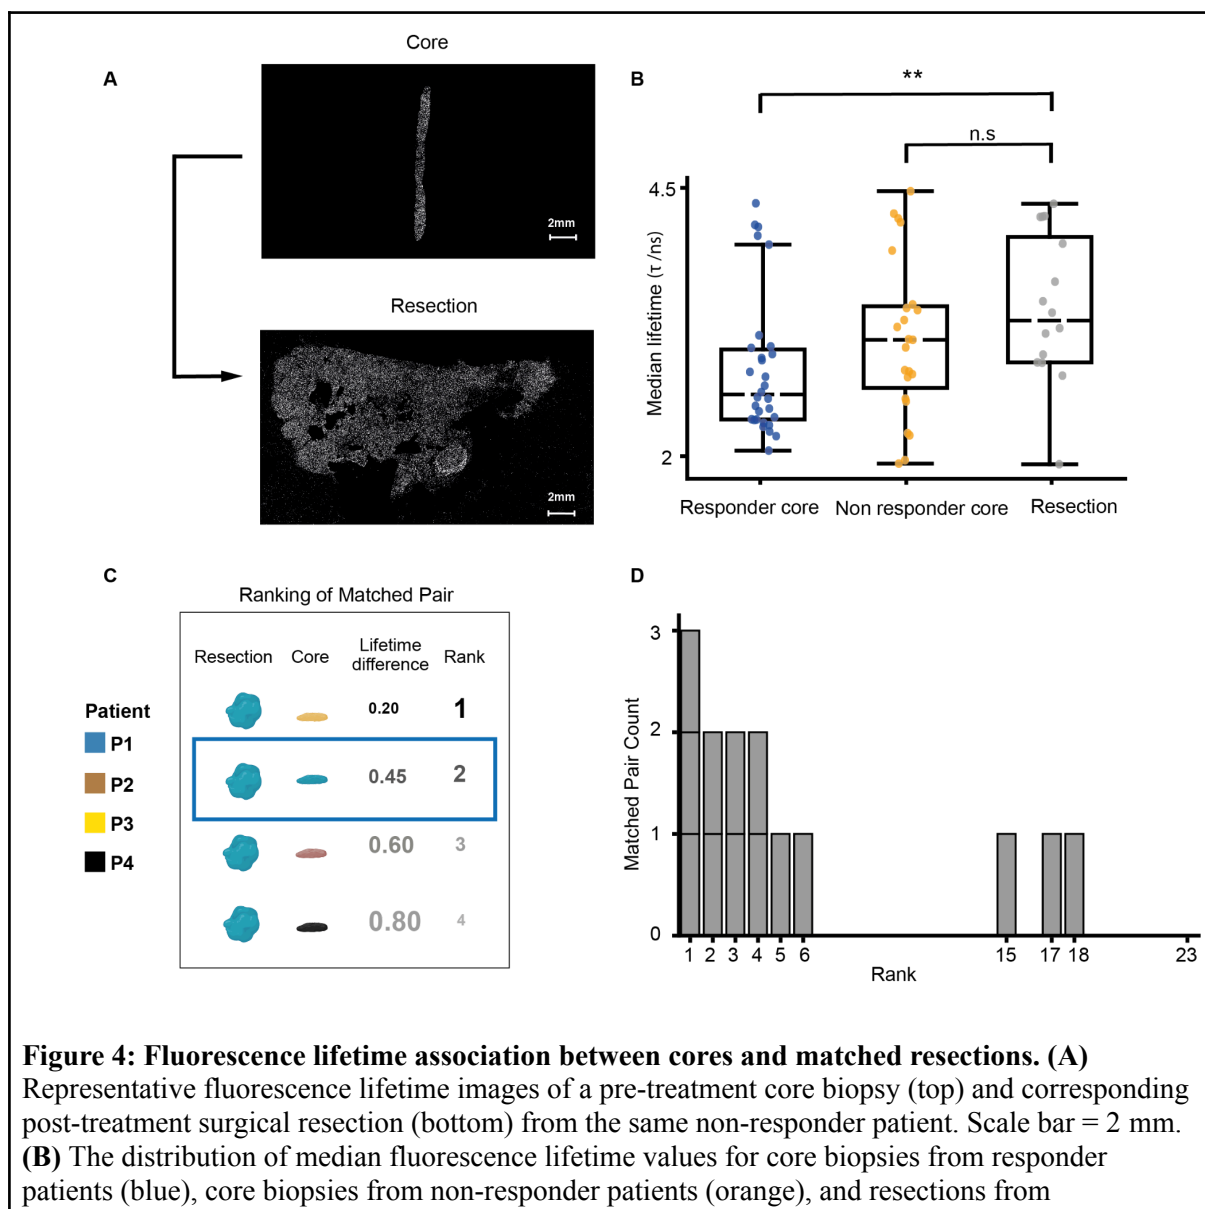 Core
A
2mm
Resection
2mm
B
**
n.s
4.5
Median lifetime (τ/ns)
2
Responder core
Non responder core
Resection
C
Ranking of Matched Pair
Resection Core Lifetime difference Rank
0.20 1
0.45 2
0.60 3
0.80 4
Patient
P1
P2
P3
P4
D
3
2
1
0
Matched Pair Count
1 2 3 4 5 6 15 17 18 23
Rank
Figure 4: Fluorescence lifetime association between cores and matched resections. (A)
Representative fluorescence lifetime images of a pre-treatment core biopsy (top) and corresponding
post-treatment surgical resection (bottom) from the same non-responder patient. Scale bar = 2 mm.
(B) The distribution of median fluorescence lifetime values for core biopsies from responder
patients (blue), core biopsies from non-responder patients (orange), and resections from